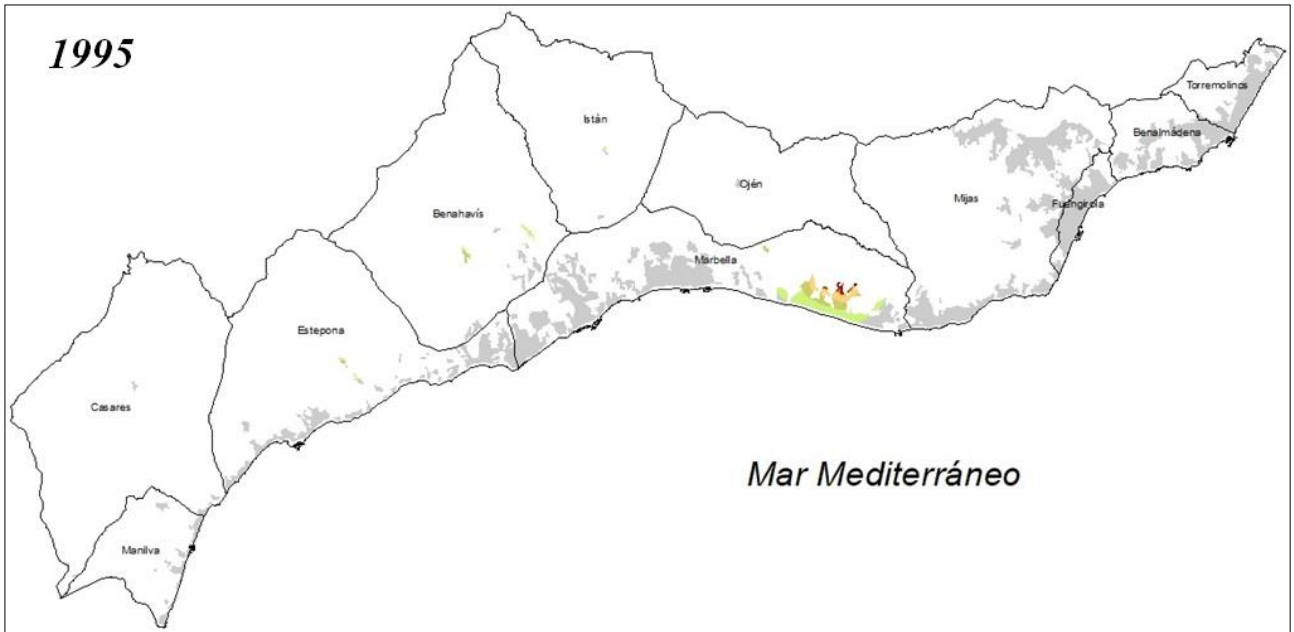 1995
Torremolinos
Istán
Benalmádena
Ojén
Mijas
Fuengirola
Benahavís
Marbella
Estepona
Casares
Mar Mediterráneo
Manilva